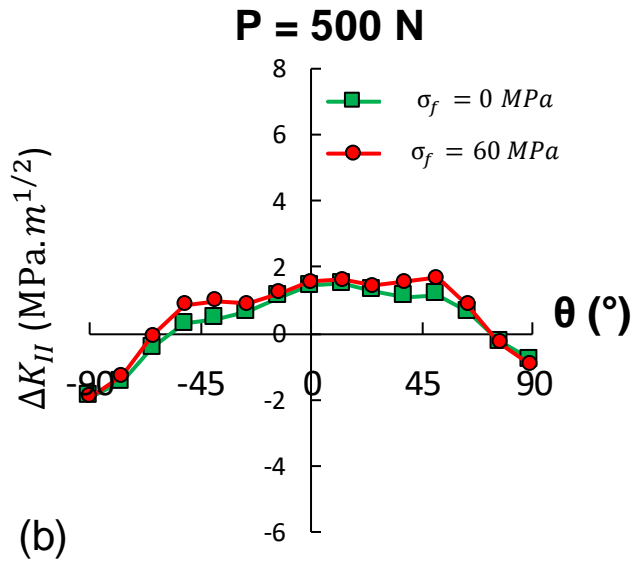 P = 500 N
8
σ_f = 0 MPa
6
σ_f = 60 MPa
4
2
0
-2
-4
-6
ΔK_II (MPa.m^1/2)
θ (°)
-90 -45 0 45 90
(b)